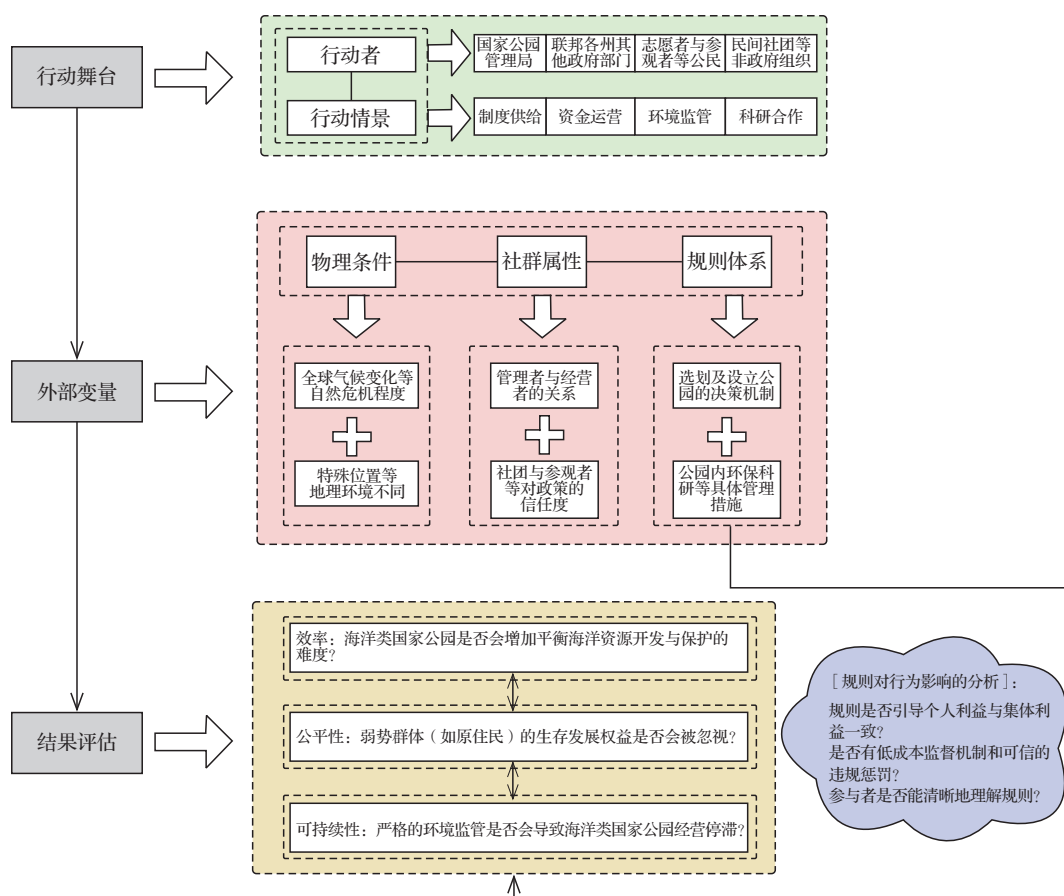 行动舞台
行动者
行动情景
国家公园
管理局
联邦各州其
他政府部门
志愿者与参
观者等公民
民间社团等
非政府组织
制度供给
资金运营
环境监管
科研合作
外部变量
物理条件
社群属性
规则体系
全球气候变化等
自然危机程度
特殊位置等
地理环境不同
管理者与经营
者的关系
社团与参观者
等对政策的
信任度
选划及设立公
园的决策机制
公园内环保科
研等具体管理
措施
结果评估
效率：海洋类国家公园是否会增加平衡海洋资源开发与保护的
难度？
公平性：弱势群体（如原住民）的生存发展权益是否会被忽视？
可持续性：严格的环境监管是否会导致海洋类国家公园经营停滞？
［规则对行为影响的分析］：
规则是否引导个人利益与集体利
益一致？
是否有低成本监督机制和可信的
违规惩罚？
参与者是否能清晰地理解规则？